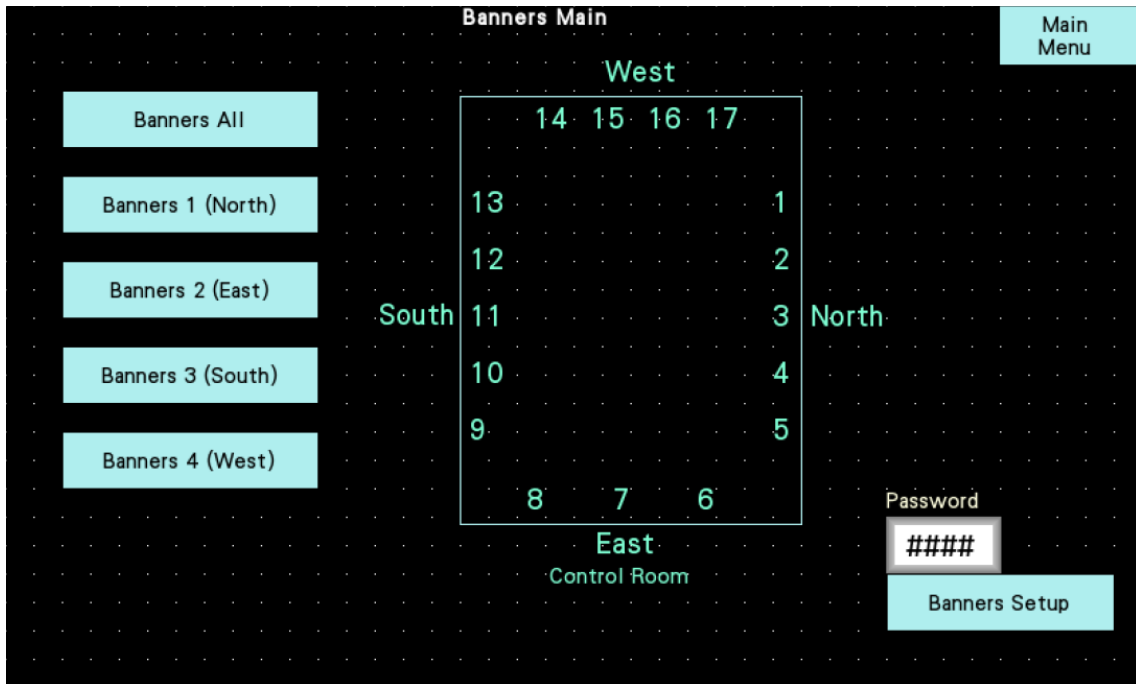 Banners Main
Main
Menu
West
Banners All
14 15 16 17
Banners 1 (North)
13 1
12 2
Banners 2 (East)
South 11 3 North
Banners 3 (South)
10 4
9 5
Banners 4 (West)
8 7 6
Password
East
####
Control Room
Banners Setup